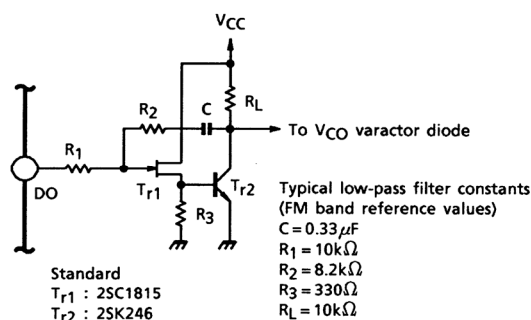 VCC
R2
C
RL
To VCO varactor diode
R1
DO
Tr1
Tr2
R3
Typical low-pass filter constants
(FM band reference values)
C=0.33μF
R1=10kΩ
R2=8.2kΩ
R3=330Ω
RL=10kΩ
Standard
Tr1 : 2SC1815
Tr2 : 2SK246